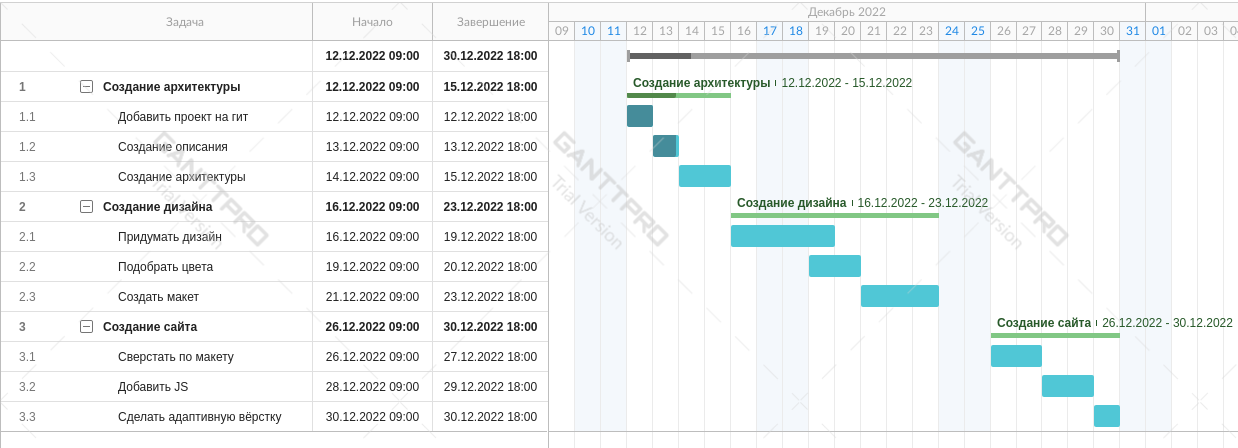 Задача Начало Завершение Декабрь 2022
09 10 11 12 13 14 15 16 17 18 19 20 21 22 23 24 25 26 27 28 29 30 31 01 02 03
12.12.2022 09:00 30.12.2022 18:00
1 Создание архитектуры 12.12.2022 09:00 15.12.2022 18:00 Создание архитектуры 12.12.2022 - 15.12.2022
1.1 Добавить проект на гит 12.12.2022 09:00 12.12.2022 18:00
1.2 Создание описания 13.12.2022 09:00 13.12.2022 18:00
1.3 Создание архитектуры 14.12.2022 09:00 15.12.2022 18:00
2 Создание дизайна 16.12.2022 09:00 23.12.2022 18:00 Создание дизайна 16.12.2022 - 23.12.2022
2.1 Придумать дизайн 16.12.2022 09:00 19.12.2022 18:00
2.2 Подобрать цвета 19.12.2022 09:00 20.12.2022 18:00
2.3 Создать макет 21.12.2022 09:00 23.12.2022 18:00
3 Создание сайта 26.12.2022 09:00 30.12.2022 18:00 Создание сайта 26.12.2022 - 30.12.2022
3.1 Сверстать по макету 26.12.2022 09:00 27.12.2022 18:00
3.2 Добавить JS 28.12.2022 09:00 29.12.2022 18:00
3.3 Сделать адаптивную вёрстку 30.12.2022 09:00 30.12.2022 18:00
GANTTPRO
Trial Version
GANTTPRO
Trial Version
GANTTPRO
Trial Version